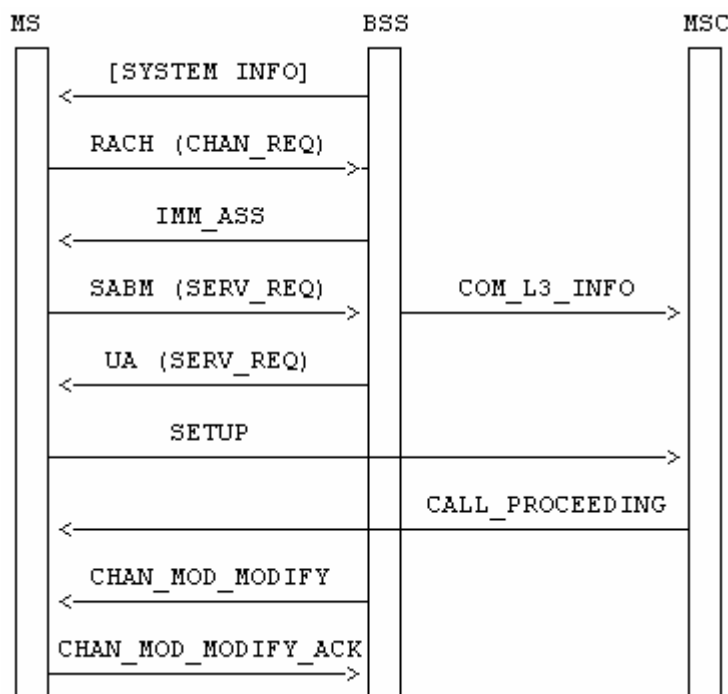 MS BSS MSC
[SYSTEM INFO]
RACH (CHAN_REQ)
IMM_ASS
SABM (SERV_REQ) COM_L3_INFO
UA (SERV_REQ)
SETUP
CALL_PROCEEDING
CHAN_MOD_MODIFY
CHAN_MOD_MODIFY_ACK